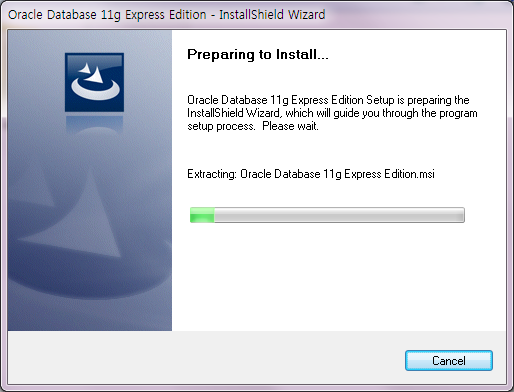 Oracle Database 11g Express Edition - InstallShield Wizard
Preparing to Install...
Oracle Database 11g Express Edition Setup is preparing the
InstallShield Wizard, which will guide you through the program
setup process. Please wait.
Extracting: Oracle Database 11g Express Edition.msi
Cancel